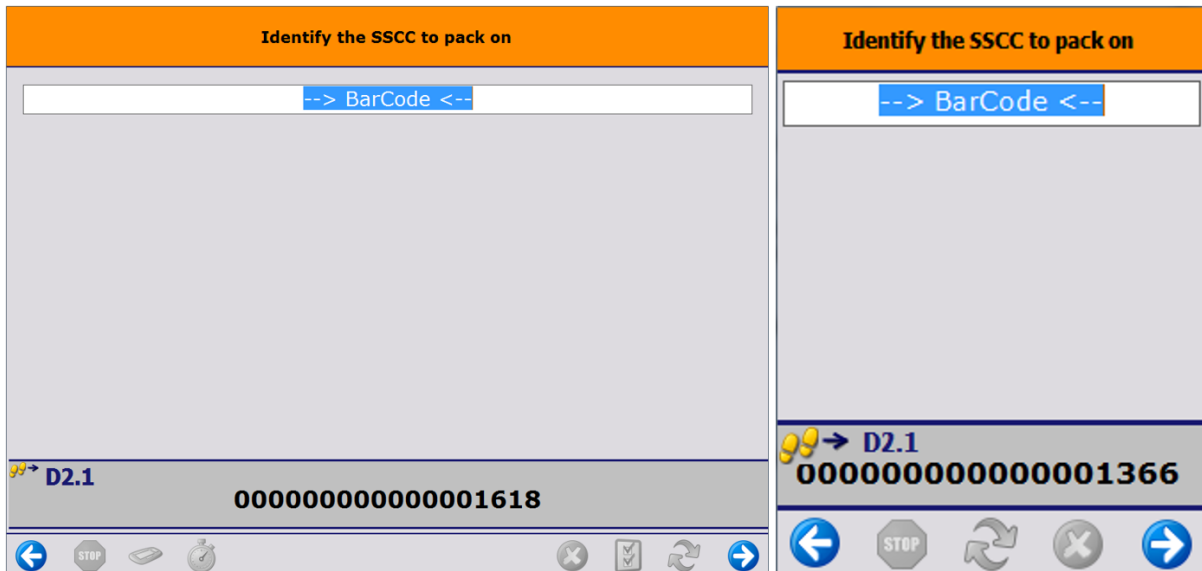 Identify the SSCC to pack on
--> BarCode <--
D2.1
000000000000001618
STOP
Identify the SSCC to pack on
--> BarCode <--
D2.1
000000000000001366
STOP